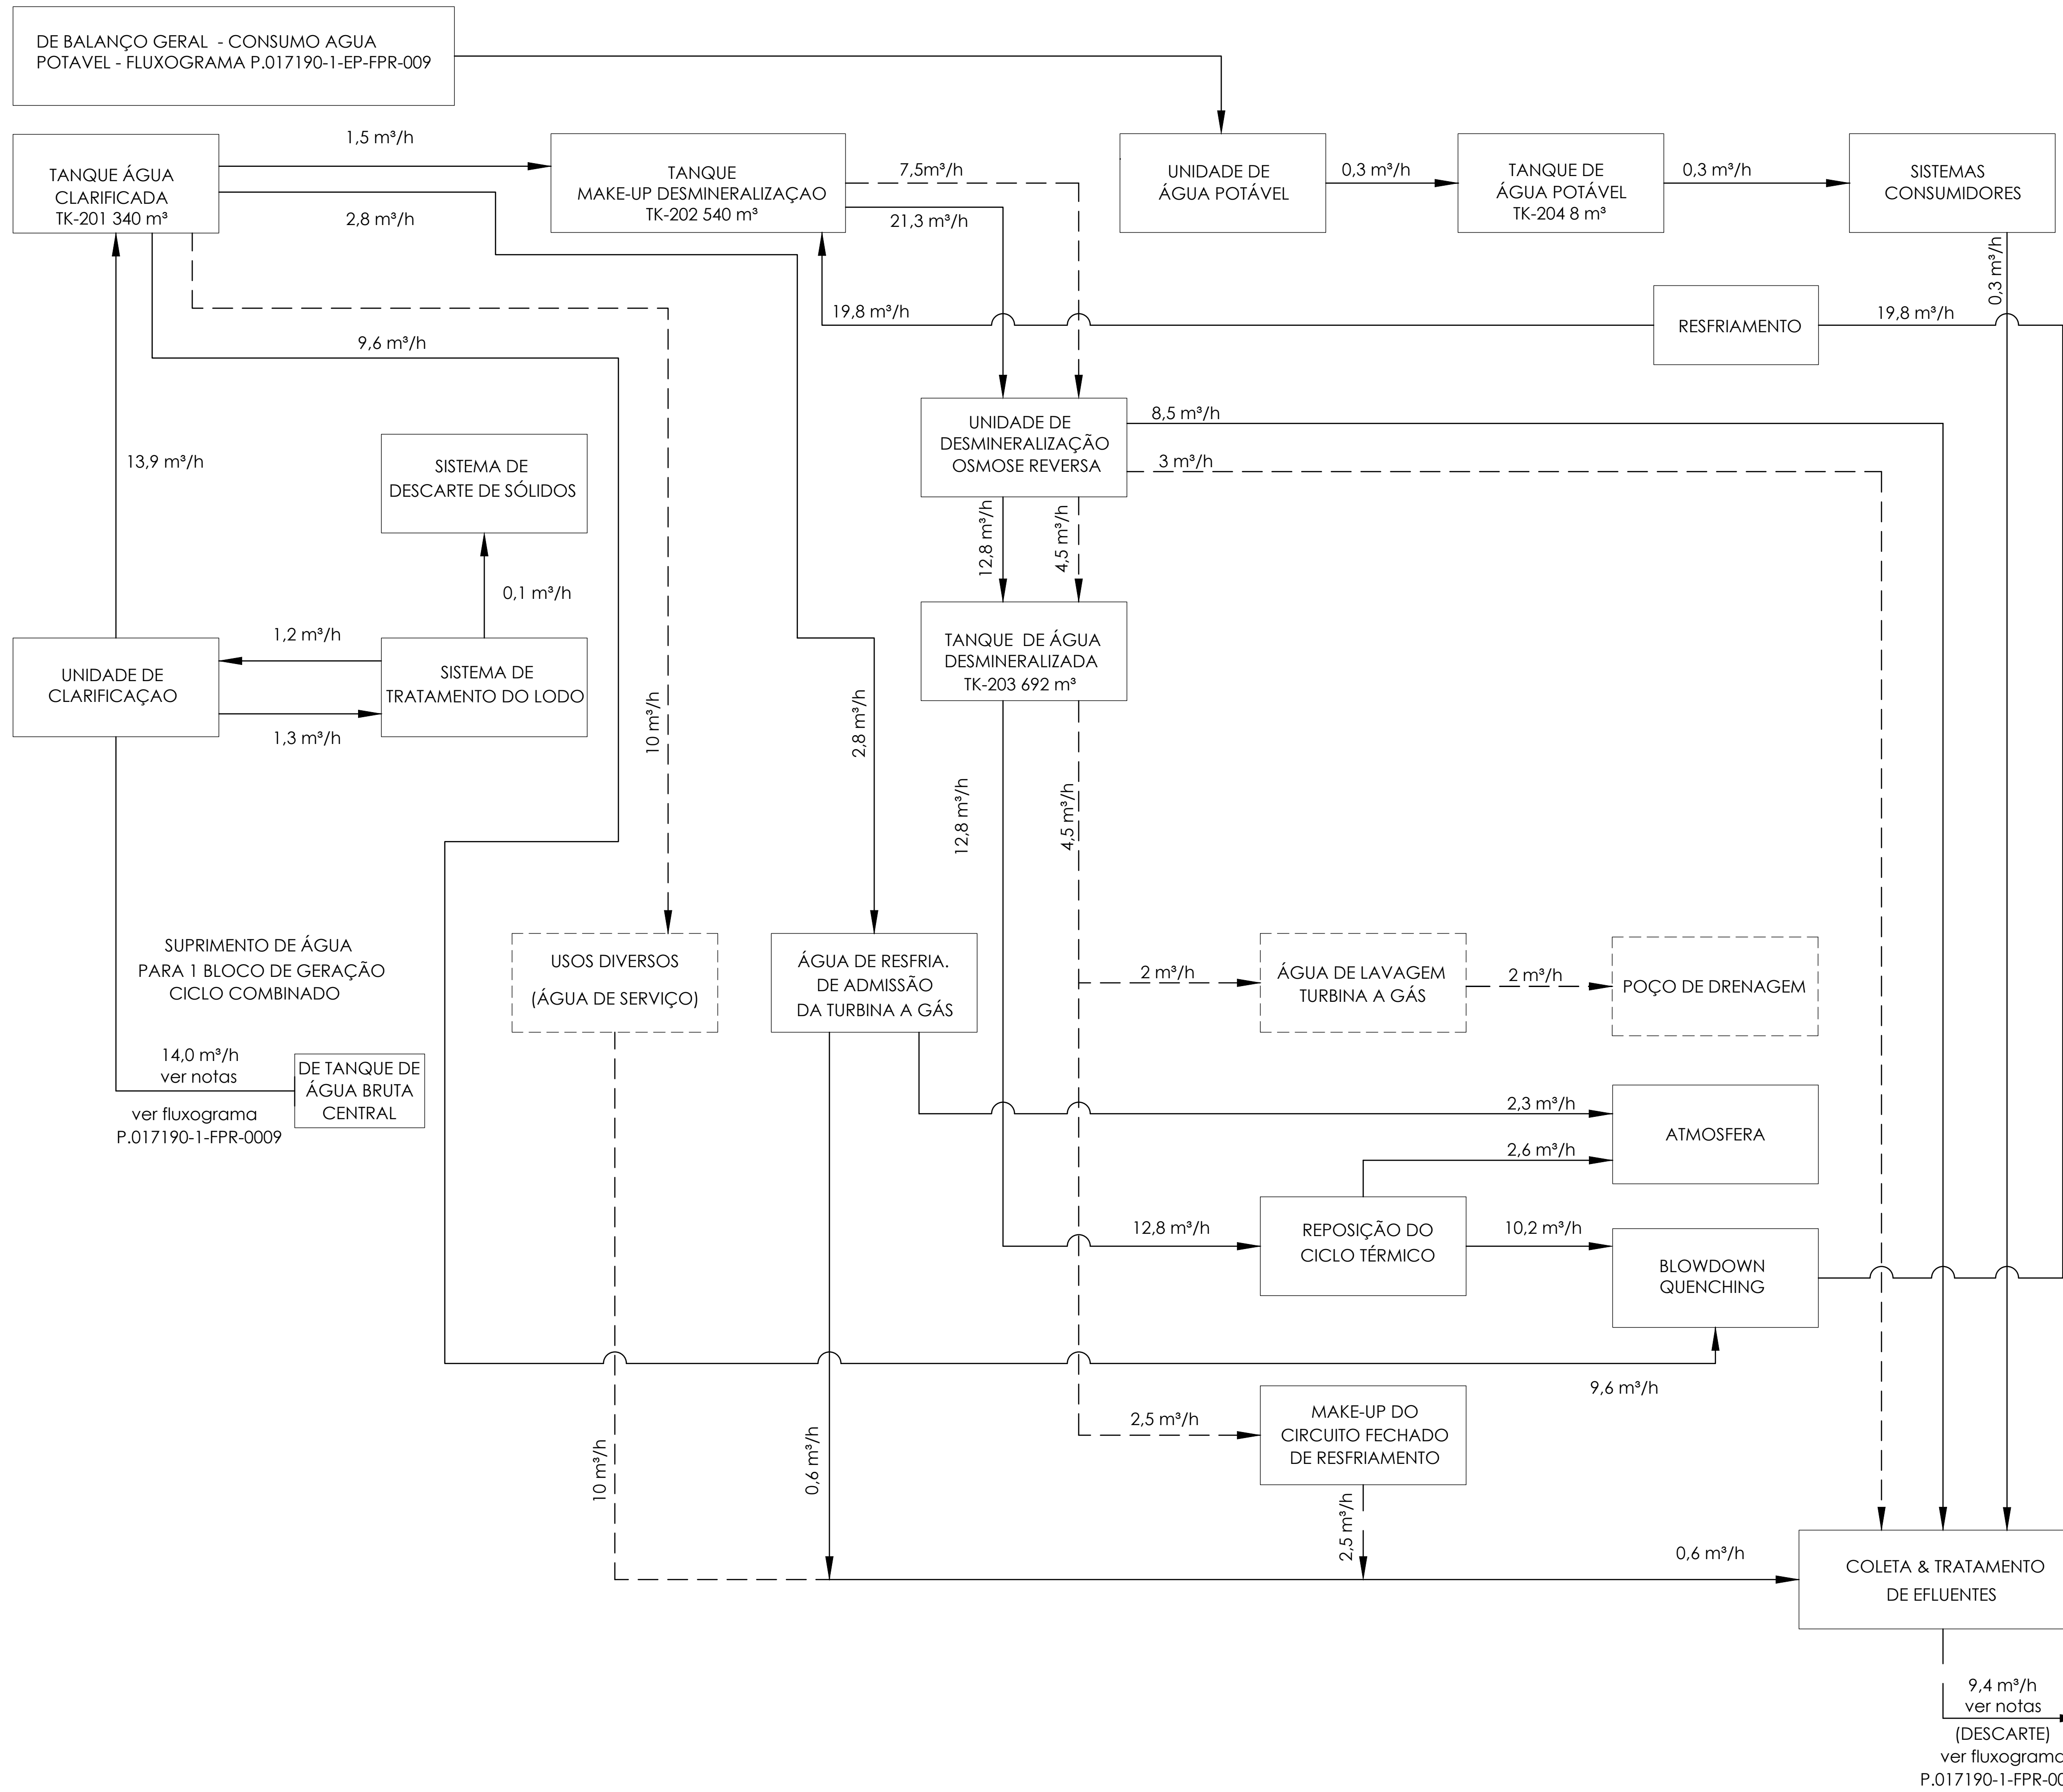 DE BALANÇO GERAL - CONSUMO AGUA
POTAVEL - FLUXOGRAMA P.017190-1-EP-FPR-009
TANQUE ÁGUA
CLARIFICADA
TK-201 340 m³
1,5 m³/h
2,8 m³/h
TANQUE
MAKE-UP DESMINERALIZAÇAO
TK-202 540 m³
7,5m³/h
21,3 m³/h
UNIDADE DE
ÁGUA POTÁVEL
0,3 m³/h
TANQUE DE
ÁGUA POTÁVEL
TK-204 8 m³
0,3 m³/h
SISTEMAS
CONSUMIDORES
0,3 m³/h
19,8 m³/h
RESFRIAMENTO
19,8 m³/h
9,6 m³/h
13,9 m³/h
SISTEMA DE
DESCARTE DE SÓLIDOS
UNIDADE DE
DESMINERALIZAÇÃO
OSMOSE REVERSA
8,5 m³/h
3 m³/h
12,8 m³/h
4,5 m³/h
0,1 m³/h
1,2 m³/h
UNIDADE DE
CLARIFICAÇAO
SISTEMA DE
TRATAMENTO DO LODO
1,3 m³/h
10 m³/h
2,8 m³/h
TANQUE DE ÁGUA
DESMINERALIZADA
TK-203 692 m³
12,8 m³/h
4,5 m³/h
SUPRIMENTO DE ÁGUA
PARA 1 BLOCO DE GERAÇÃO
CICLO COMBINADO
USOS DIVERSOS
(ÁGUA DE SERVIÇO)
ÁGUA DE RESFRIA.
DE ADMISSÃO
DA TURBINA A GÁS
2 m³/h
ÁGUA DE LAVAGEM
TURBINA A GÁS
2 m³/h
POÇO DE DRENAGEM
14,0 m³/h
ver notas
DE TANQUE DE
ÁGUA BRUTA
CENTRAL
ver fluxograma
P.017190-1-FPR-0009
2,3 m³/h
ATMOSFERA
2,6 m³/h
12,8 m³/h
REPOSIÇÃO DO
CICLO TÉRMICO
10,2 m³/h
BLOWDOWN
QUENCHING
9,6 m³/h
10 m³/h
0,6 m³/h
2,5 m³/h
MAKE-UP DO
CIRCUITO FECHADO
DE RESFRIAMENTO
2,5 m³/h
0,6 m³/h
COLETA & TRATAMENTO
DE EFLUENTES
9,4 m³/h
ver notas
(DESCARTE)
ver fluxograma
P.017190-1-FPR-00